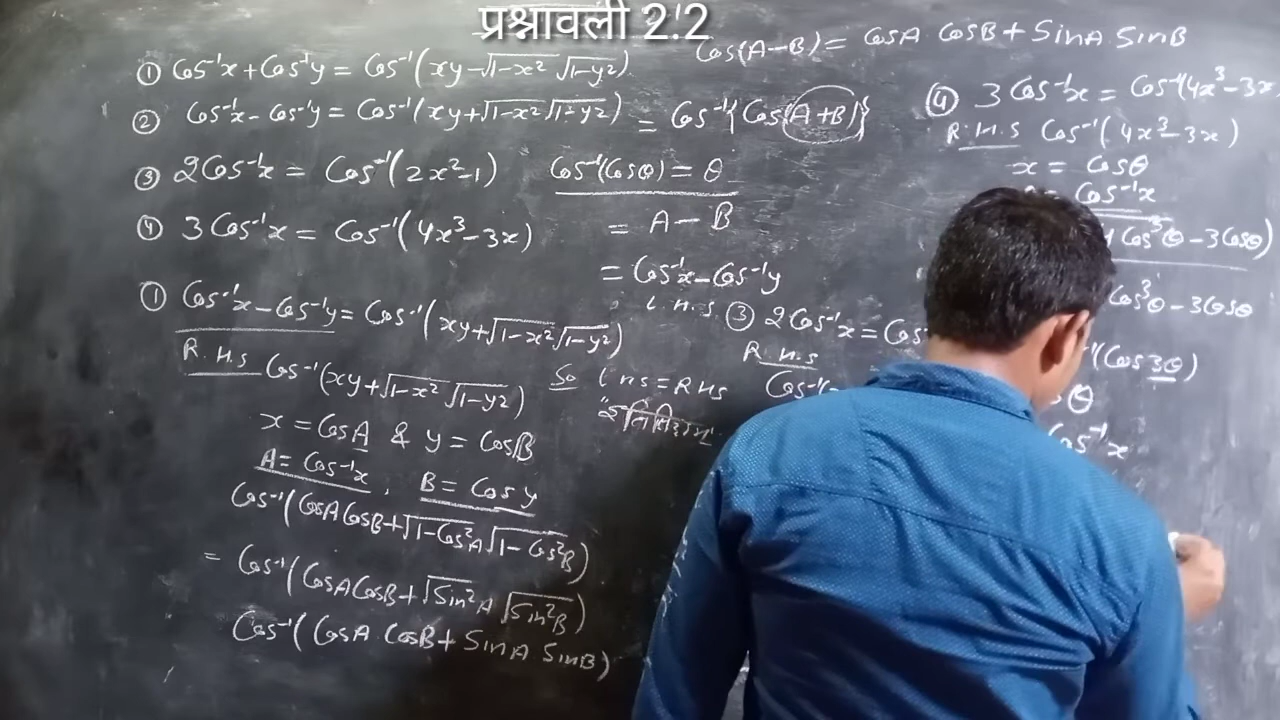 प्रश्नावली 2.2
① Cos⁻¹x + Cos⁻¹y = Cos⁻¹(xy-√1-x² √1-y²)
② Cos⁻¹x - Cos⁻¹y = Cos⁻¹(xy+√1-x² √1-y²)
③ 2Cos⁻¹x = Cos⁻¹(2x²-1)
④ 3Cos⁻¹x = Cos⁻¹(4x³-3x)
① Cos⁻¹x - Cos⁻¹y = Cos⁻¹(xy+√1-x² √1-y²)
R.H.S Cos⁻¹(xy+√1-x² √1-y²)
x = CosA & y = CosB
A = Cos⁻¹x, B = Cos y
Cos⁻¹(CosA CosB+√1-Cos²A √1-Cos²B)
= Cos⁻¹(CosA CosB+√Sin²A √Sin²B)
Cos⁻¹(CosA CosB+ SinA SinB)
Cos(A-B) = CosA CosB + SinA SinB
= Cos⁻¹{Cos(A+B)}
Cos⁻¹(Cosθ) = θ
= A - B
= Cos⁻¹x - Cos⁻¹y
L.H.S.
So LHS = RHS
③ 2Cos⁻¹x = Cos
R.H.S
Cos⁻¹(
④ 3Cos⁻¹x = Cos⁻¹(4x³-3x
R.H.S Cos⁻¹(4x³-3x)
x = Cosθ
= Cos⁻¹x
Cos³θ - 3Cosθ)
Cos³θ - 3Cosθ
(Cos3θ)
θ
Cos⁻¹x